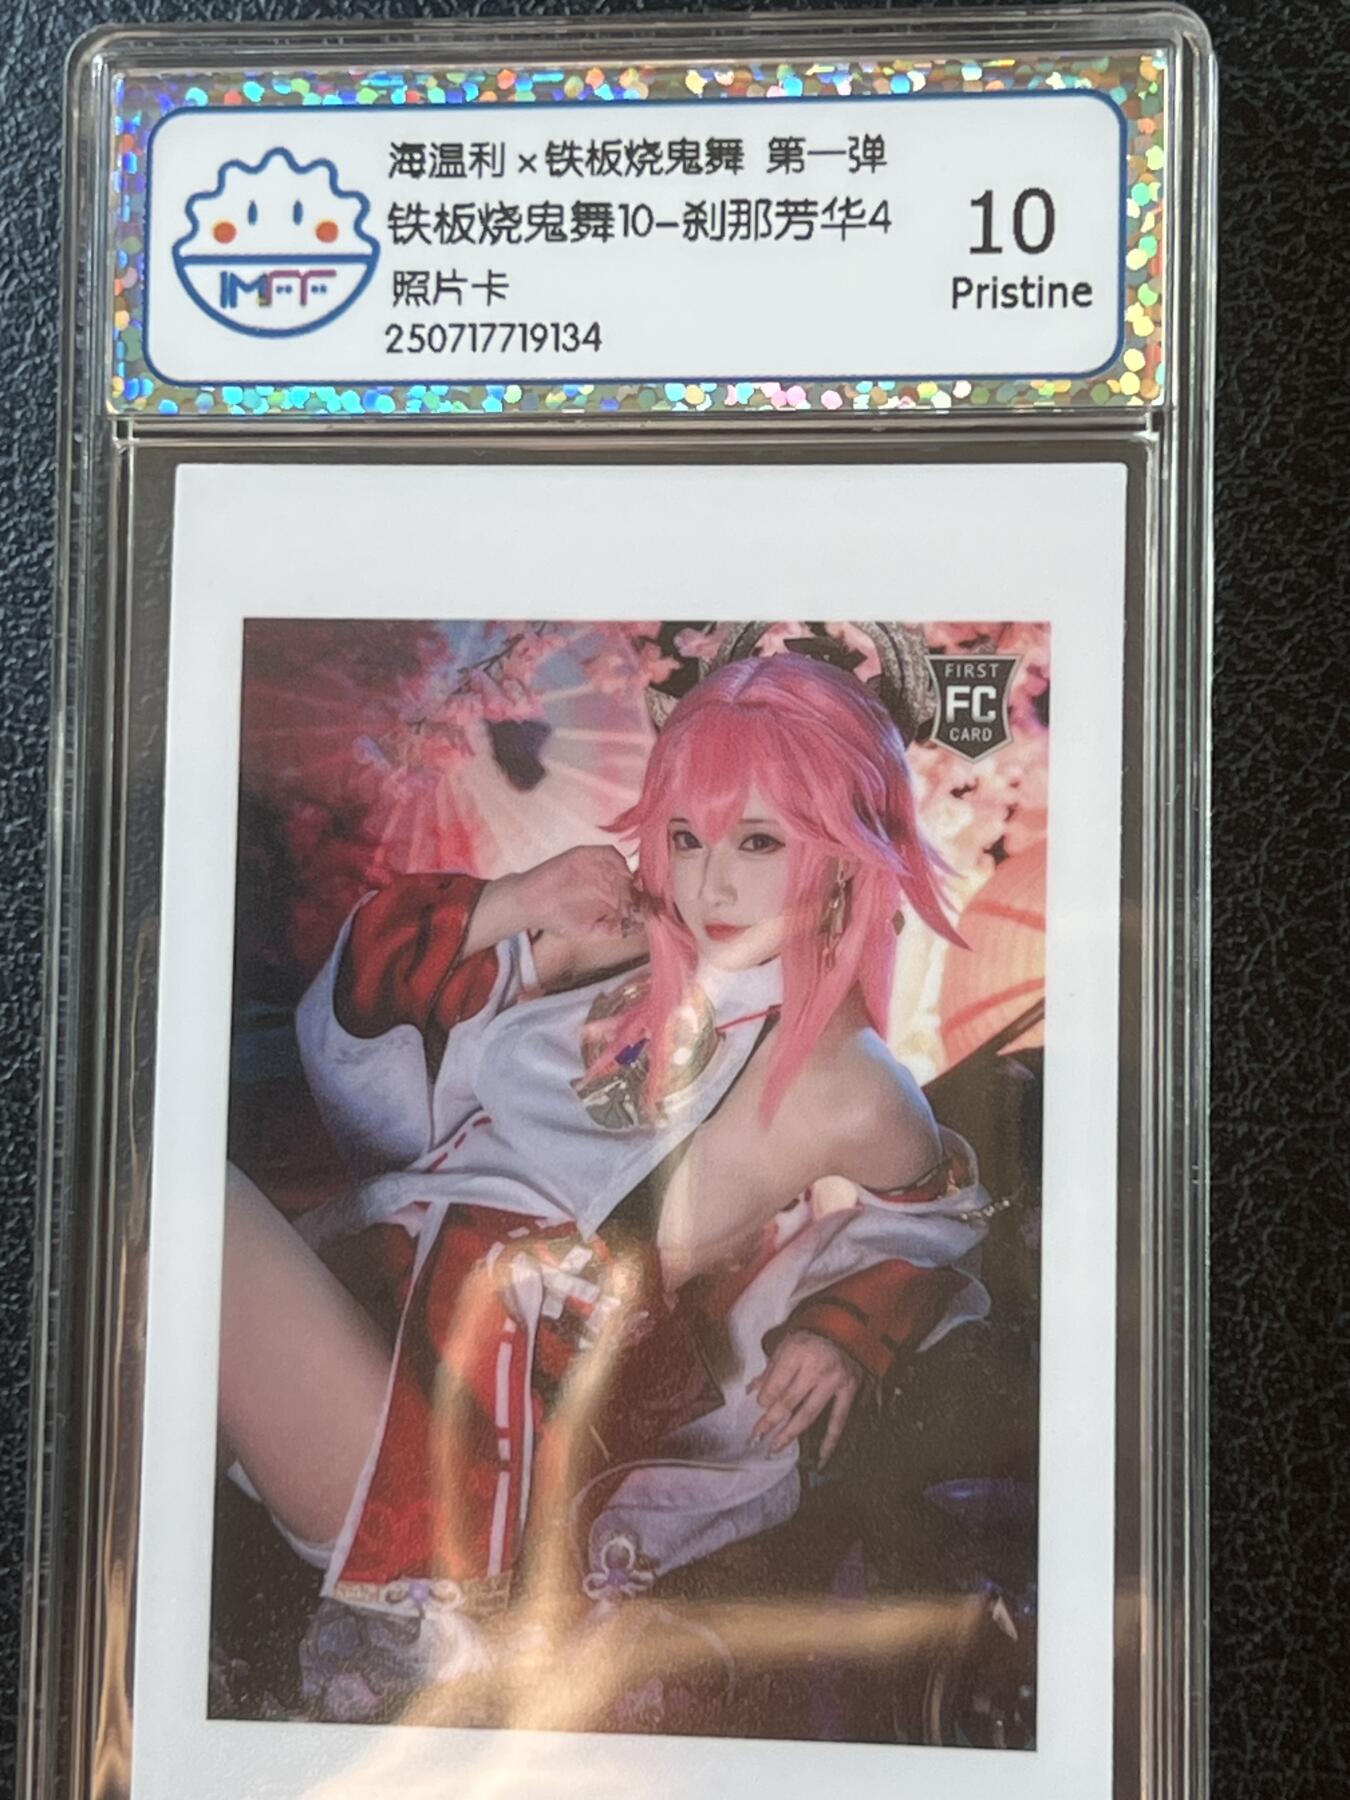 海温利×铁板烧鬼舞 第一弹
铁板烧鬼舞10-刹那芳华4
照片卡
250717719134
10
Pristine
FIRST
FC
CARD